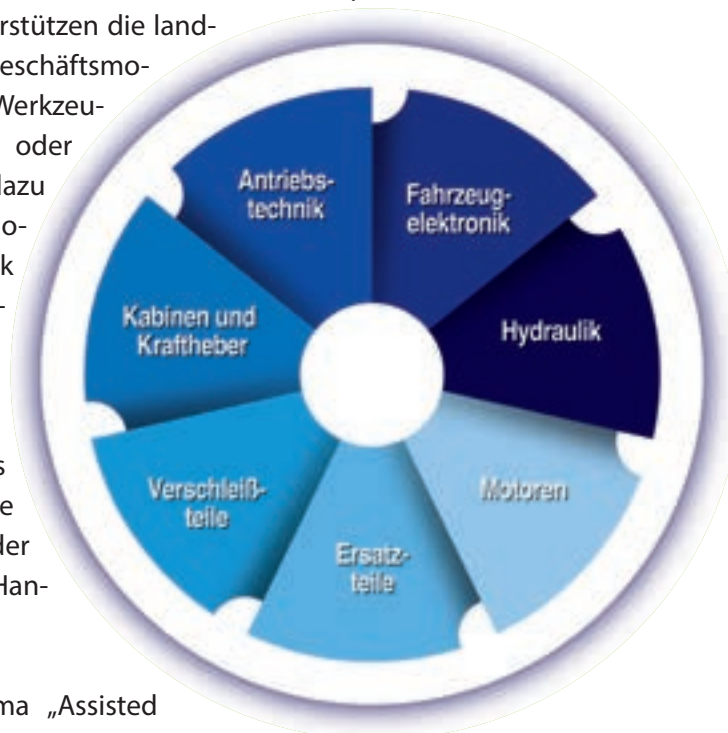 rstützen die land-
eschäftsmo-
Werkzeu-
oder
dazu
o-
k
-
s
e
der
Han-
ma „Assisted
Antriebs-
technik
Fahrzeug-
elektronik
Hydraulik
Motoren
Ersatz-
teile
Verschleiß-
teile
Kabinen und
Kraftheber